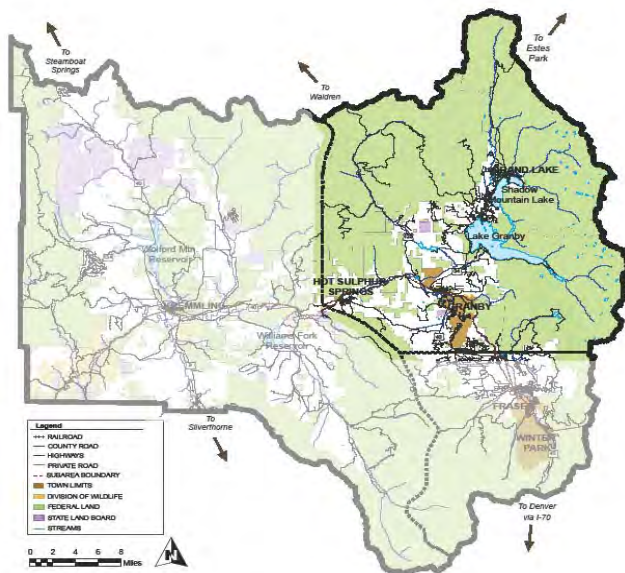 To
Steamboat
Springs
To
Waldren
To
Estes
Park
GRAND LAKE
Shadow
Mountain Lake
Lake Granby
Wolford Mtn
Reservoir
HOT SULPHUR
SPRINGS
GRANBY
KREMMLING
Williams Fork
Reservoir
FRASER
WINTER
PARK
To
Silverthorne
To Denver
via I-70
Legend
RAILROAD
COUNTY ROAD
HIGHWAYS
PRIVATE ROAD
SUBAREA BOUNDARY
TOWN LIMITS
DIVISION OF WILDLIFE
FEDERAL LAND
STATE LAND BOARD
STREAMS
0 2 4 6 8
Miles
N